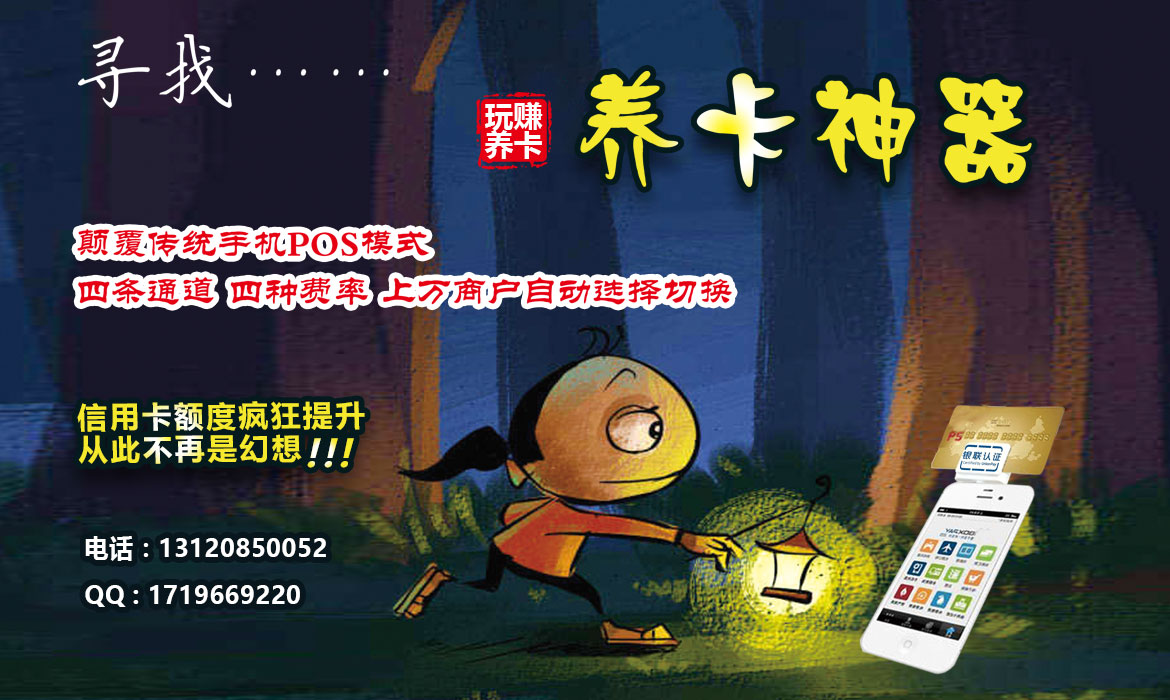 寻找……
玩赚
养卡
养卡神器
颠覆传统手机POS模式
四条通道 四种费率 上万商户自动选择切换
信用卡额度疯狂提升
从此不再是幻想!!!
银联认证
电话：13120850052
QQ：1719669220